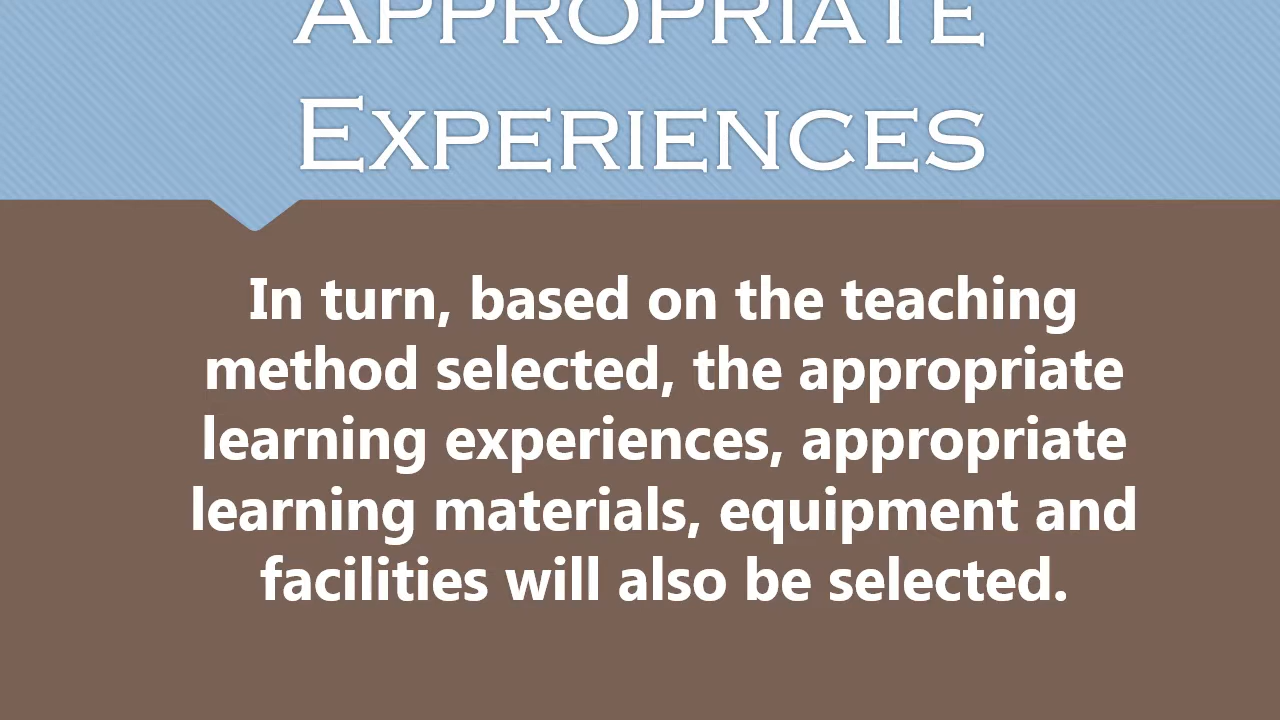 APPROPRIATE
EXPERIENCES
In turn, based on the teaching
method selected, the appropriate
learning experiences, appropriate
learning materials, equipment and
facilities will also be selected.